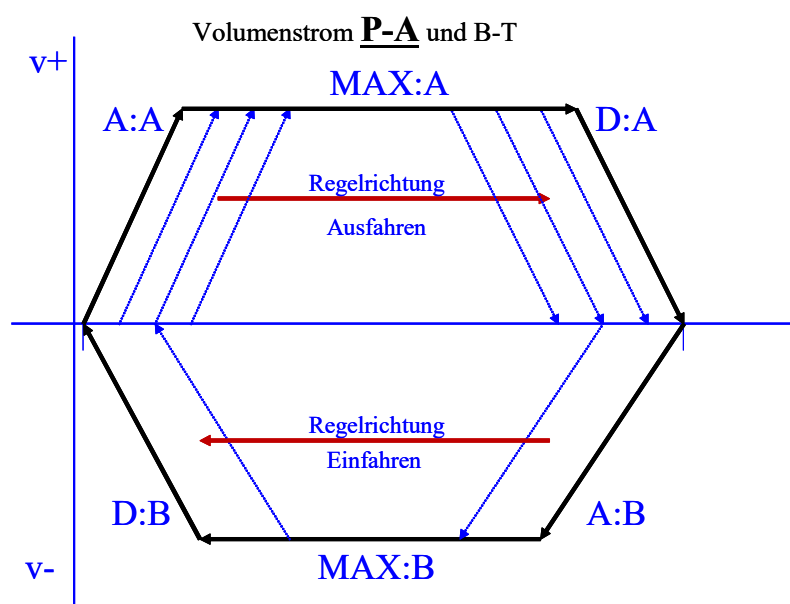 Volumenstrom P-A und B-T
v+
MAX:A
A:A
D:A
Regelrichtung
Ausfahren
Regelrichtung
Einfahren
D:B
A:B
v-
MAX:B